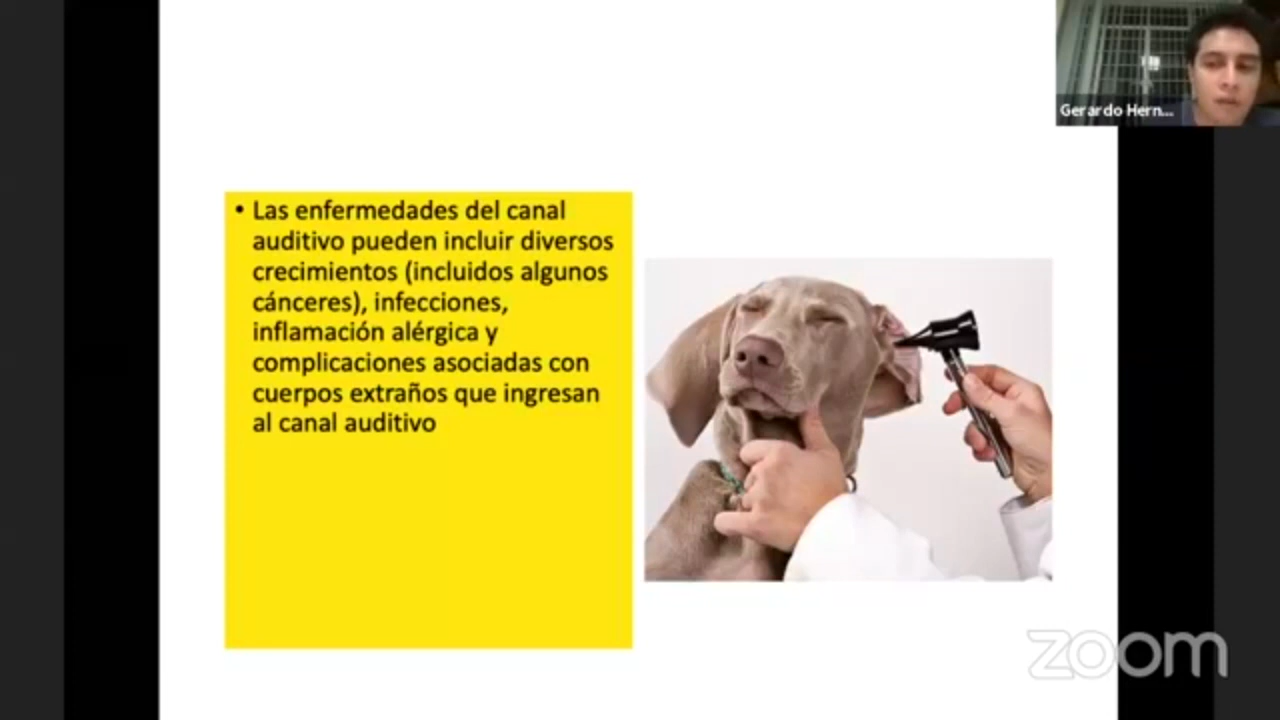 Gerardo Hern...
• Las enfermedades del canal
auditivo pueden incluir diversos
crecimientos (incluidos algunos
cánceres), infecciones,
inflamación alérgica y
complicaciones asociadas con
cuerpos extraños que ingresan
al canal auditivo
zoom